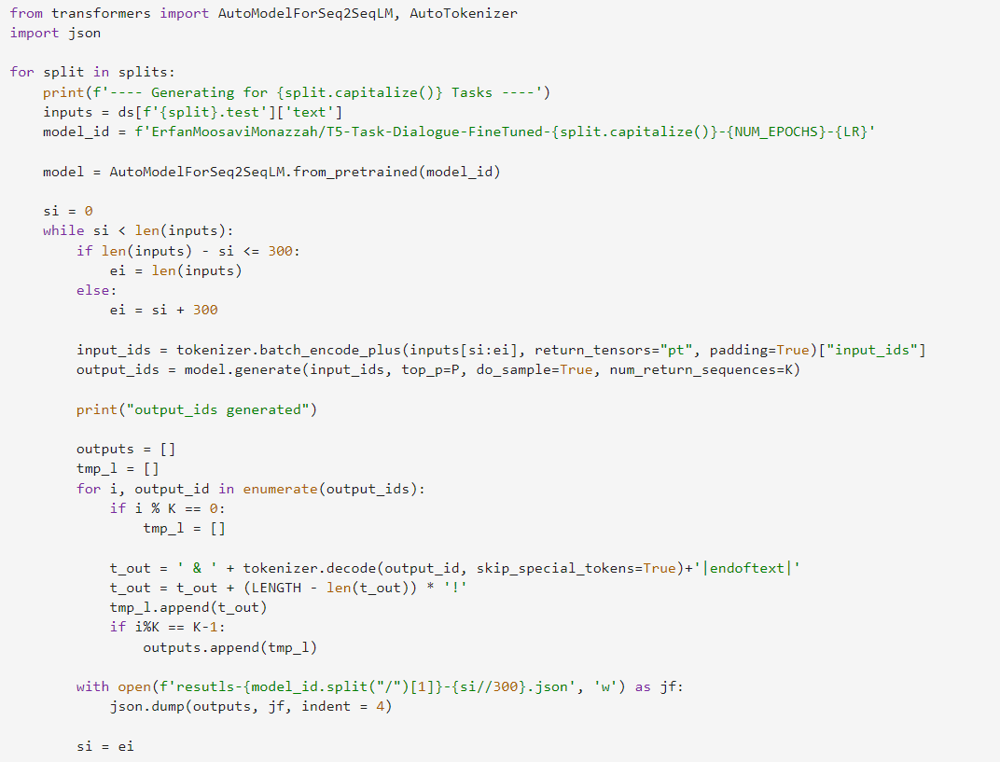 from transformers import AutoModelForSeq2SeqLM, AutoTokenizer
import json

for split in splits:
    print(f'---- Generating for {split.capitalize()} Tasks ----')
    inputs = ds[f'{split}.test']['text']
    model_id = f'ErfanMoosaviMonazzah/T5-Task-Dialogue-FineTuned-{split.capitalize()}-{NUM_EPOCHS}-{LR}'

    model = AutoModelForSeq2SeqLM.from_pretrained(model_id)

    si = 0
    while si < len(inputs):
        if len(inputs) - si <= 300:
            ei = len(inputs)
        else:
            ei = si + 300

        input_ids = tokenizer.batch_encode_plus(inputs[si:ei], return_tensors="pt", padding=True)["input_ids"]
        output_ids = model.generate(input_ids, top_p=P, do_sample=True, num_return_sequences=K)

        print("output_ids generated")

        outputs = []
        tmp_l = []
        for i, output_id in enumerate(output_ids):
            if i % K == 0:
                tmp_l = []

            t_out = ' & ' + tokenizer.decode(output_id, skip_special_tokens=True)+'|endoftext|'
            t_out = t_out + (LENGTH - len(t_out)) * '!'
            tmp_l.append(t_out)
            if i%K == K-1:
                outputs.append(tmp_l)

        with open(f'resutls-{model_id.split("/")[1]}-{si//300}.json', 'w') as jf:
            json.dump(outputs, jf, indent = 4)

        si = ei